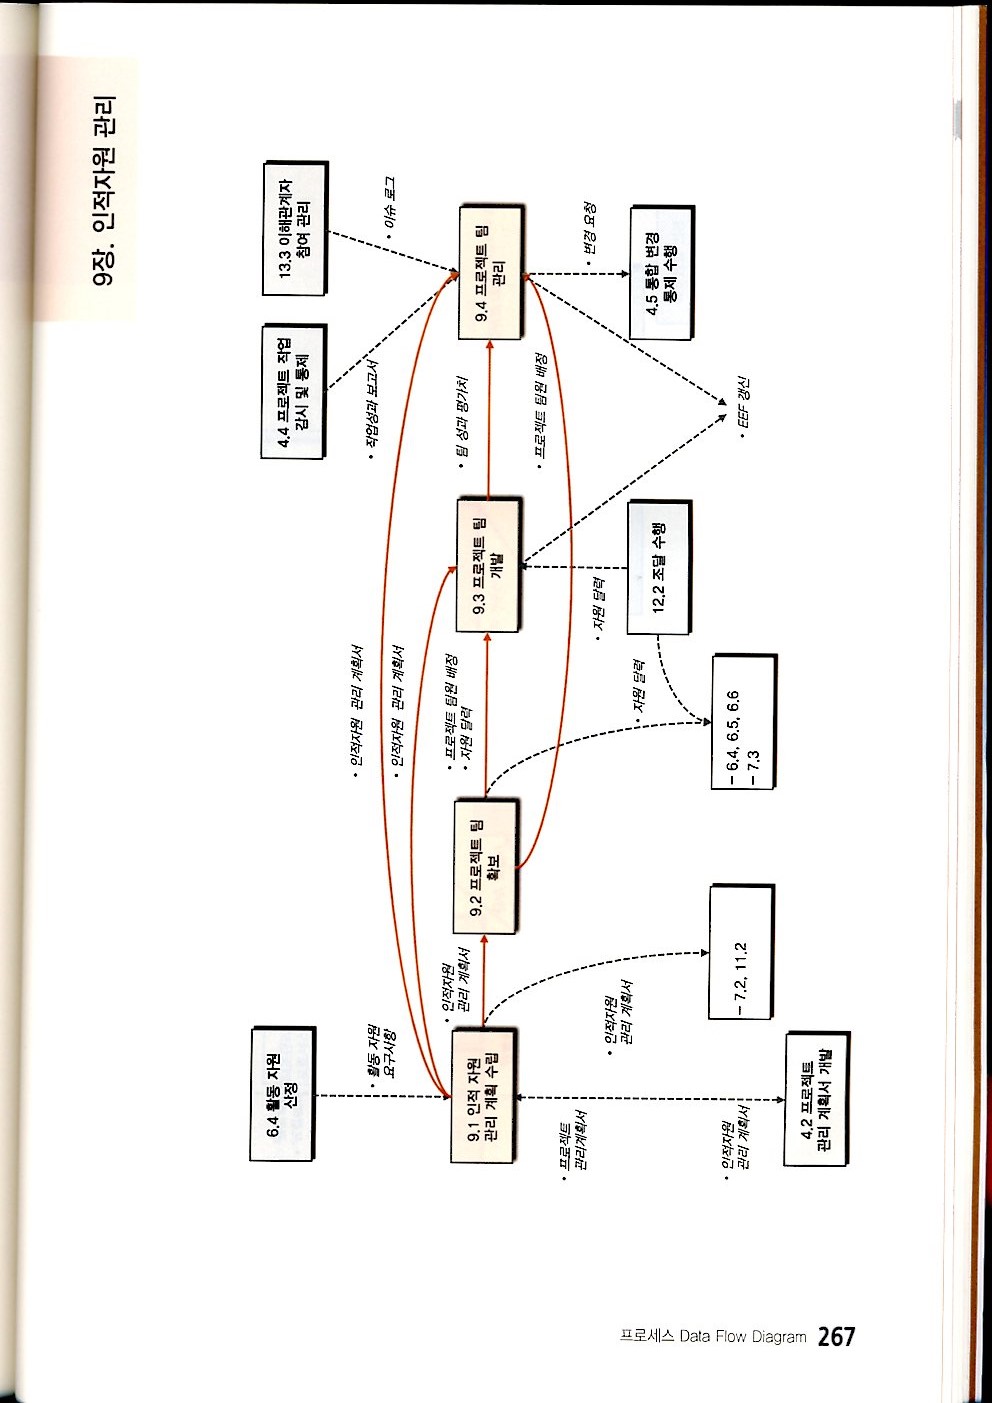 9장. 인적자원 관리
6.4 활동 자원
산정
• 활동 자원
요구사항
4.4 프로젝트 작업
감시 및 통제
• 작업성과 보고서
13.3 이해관계자
참여 관리
• 이슈 로그
• 인적자원 관리 계획서
• 인적자원 관리 계획서
9.1 인적 자원
관리 계획 수립
• 인적자원
관리 계획서
9.2 프로젝트 팀
확보
• 프로젝트 팀원 배정
• 자원 달력
9.3 프로젝트 팀
개발
• 팀 성과 평가치
9.4 프로젝트 팀
관리
• 프로젝트 팀원 배정
• 변경 요청
4.5 통합 변경
통제 수행
• EEF 갱신
• 자원 달력
12.2 조달 수행
• 자원 달력
– 6.4, 6.5, 6.6
– 7.3
• 인적자원
관리 계획서
– 7.2, 11.2
• 프로젝트
관리계획서
• 인적자원
관리 계획서
4.2 프로젝트
관리 계획서 개발
프로세스 Data Flow Diagram 267